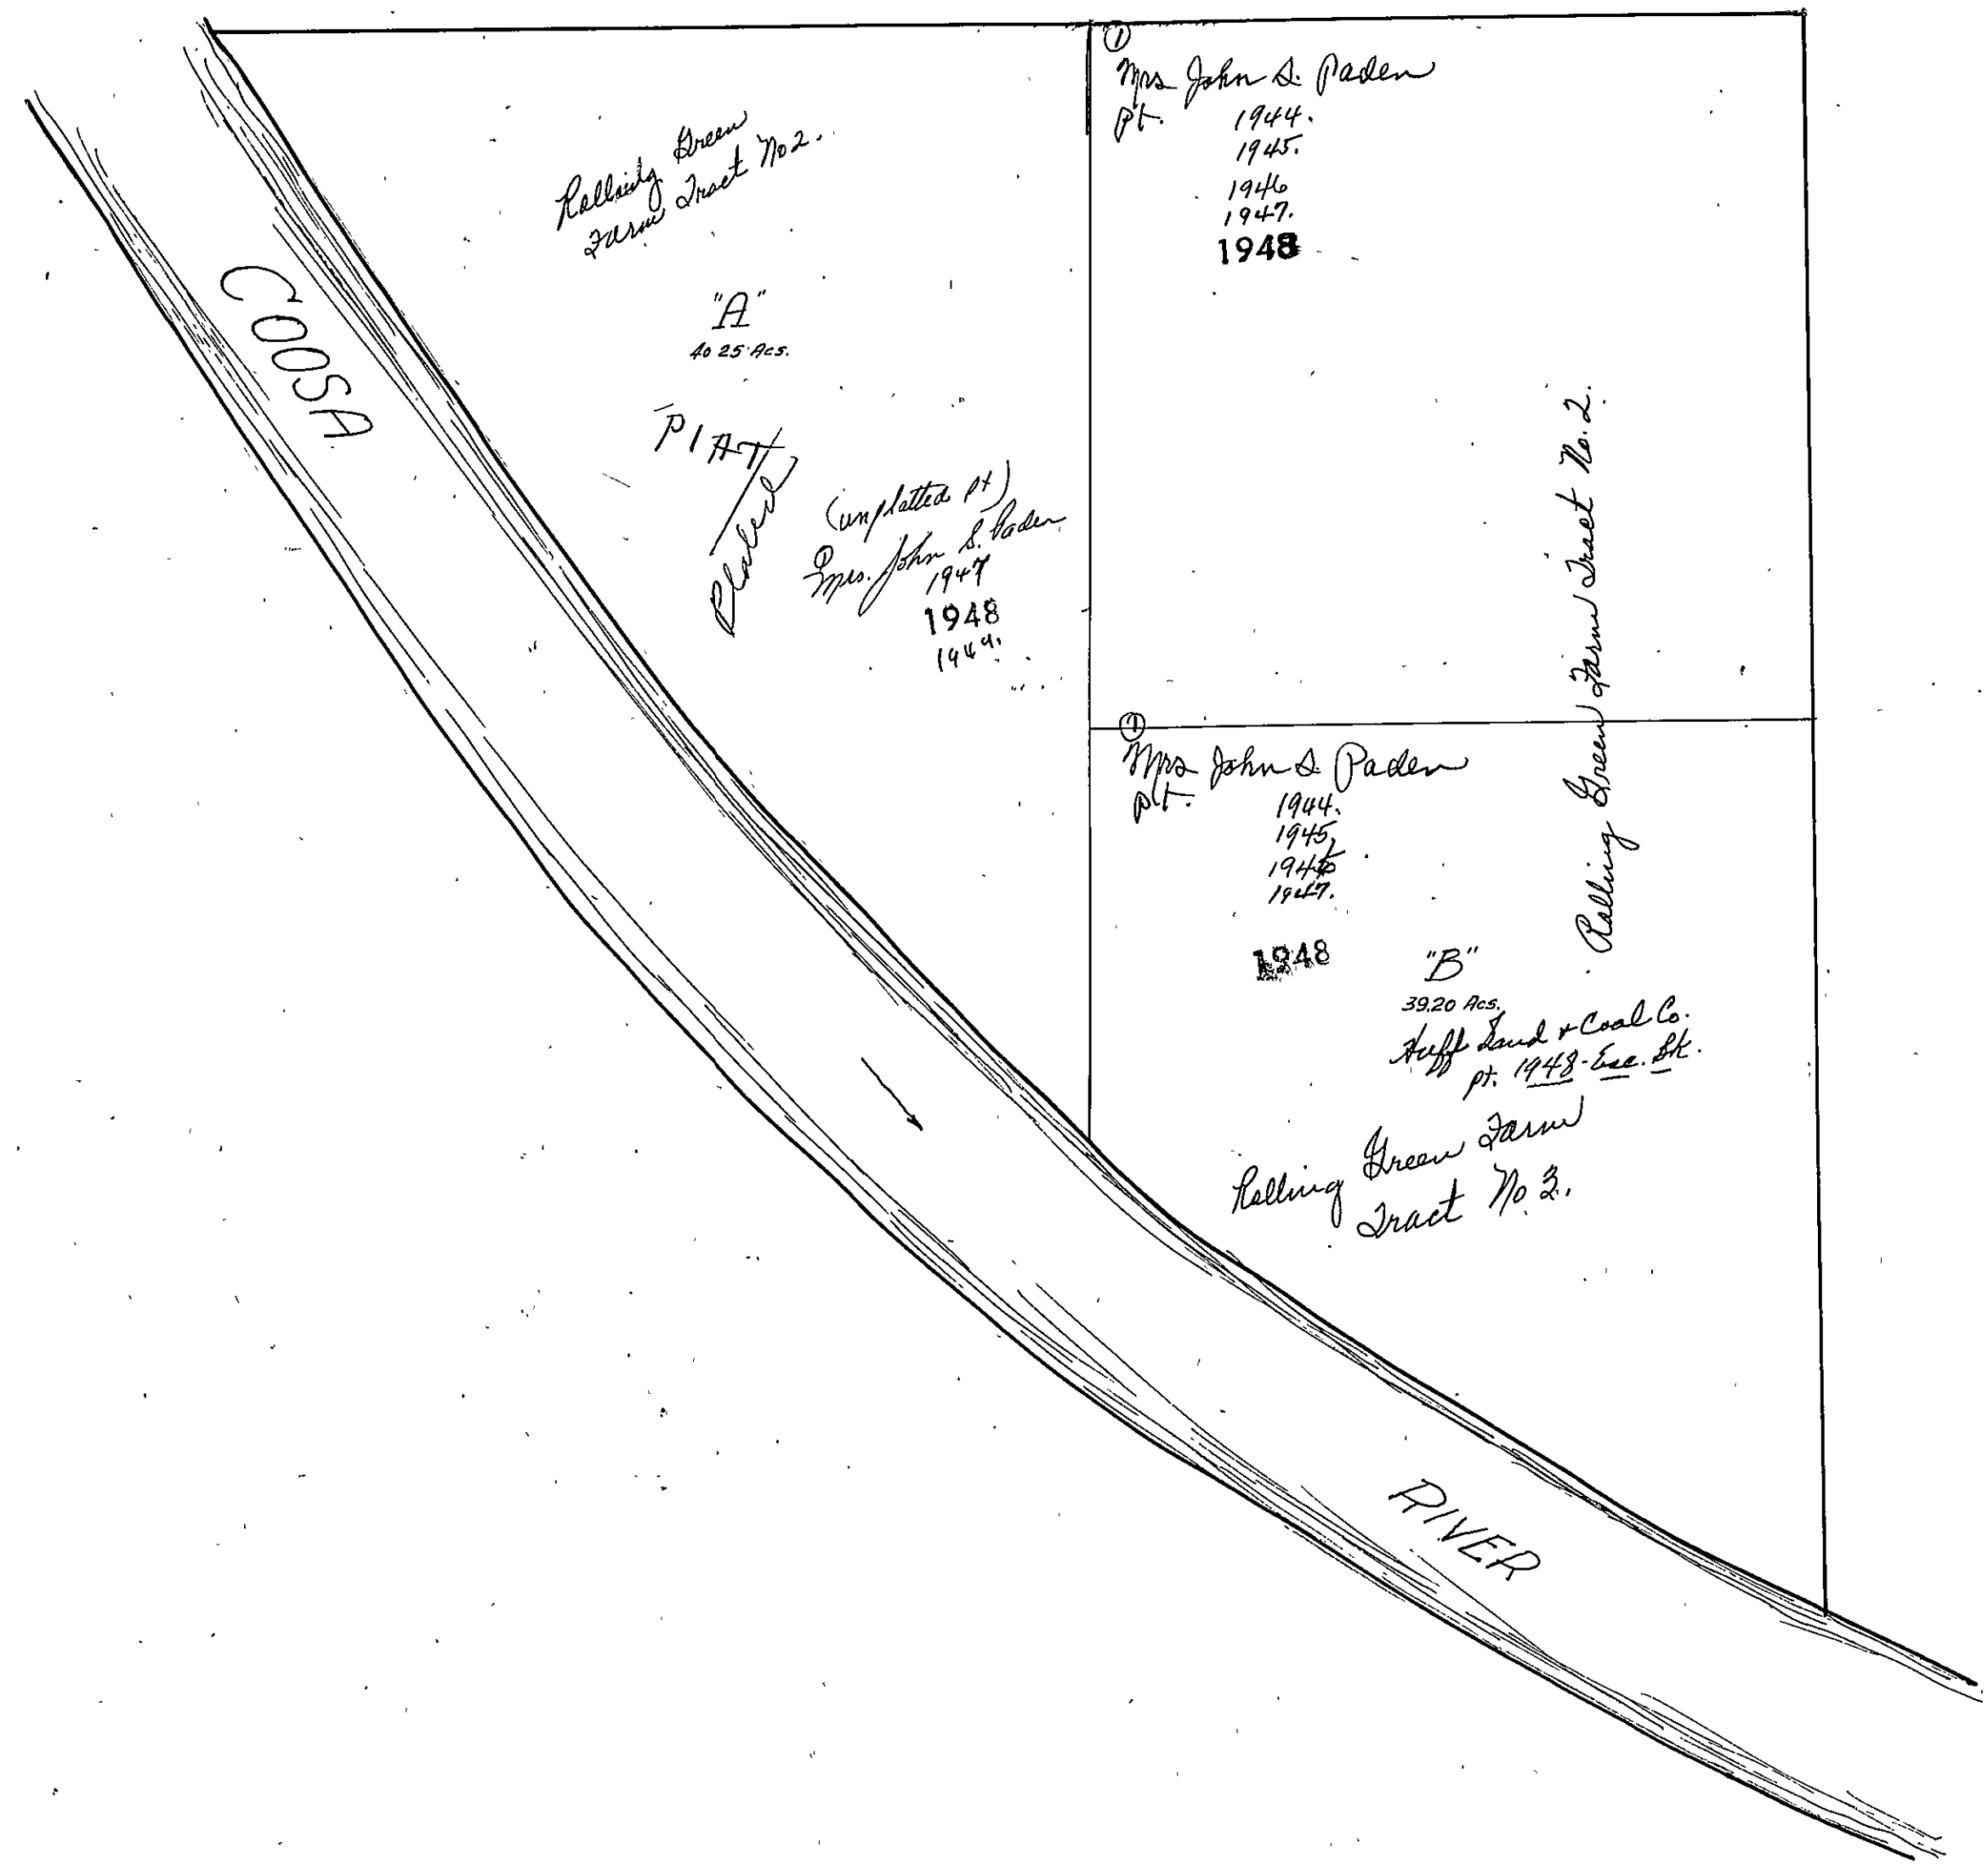 COOSA
Rolling Green
Farm Tract No 2.
"A"
40 25 Acs.
PlAT
(unplatted pt)
Mrs. John S. Paden
1947
1948
1949.
①
Mrs John S. Paden
pt. 1944.
1945.
1946
1947.
1948
Rolling Green Farm Tract No. 2.
①
Mrs John S. Paden
pt. 1944.
1945,
1946
1947.
1948
"B"
39.20 Acs.
Huff Sand & Coal Co.
pt. 1948 - Esc. Bk.
Rolling Green Farm
Tract No 3.
RIVER